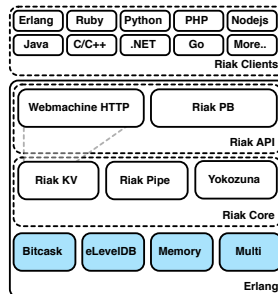 Erlang Ruby Python PHP Nodejs
Java C/C++ .NET Go More..
Riak Clients
Webmachine HTTP Riak PB
Riak API
Riak KV Riak Pipe Yokozuna
Riak Core
Bitcask eLevelDB Memory Multi
Erlang